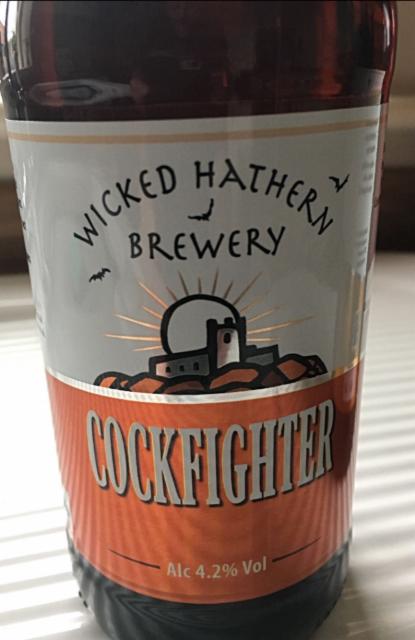 WICKED HATHERN
BREWERY
COCKFIGHTER
Alc 4.2% Vol